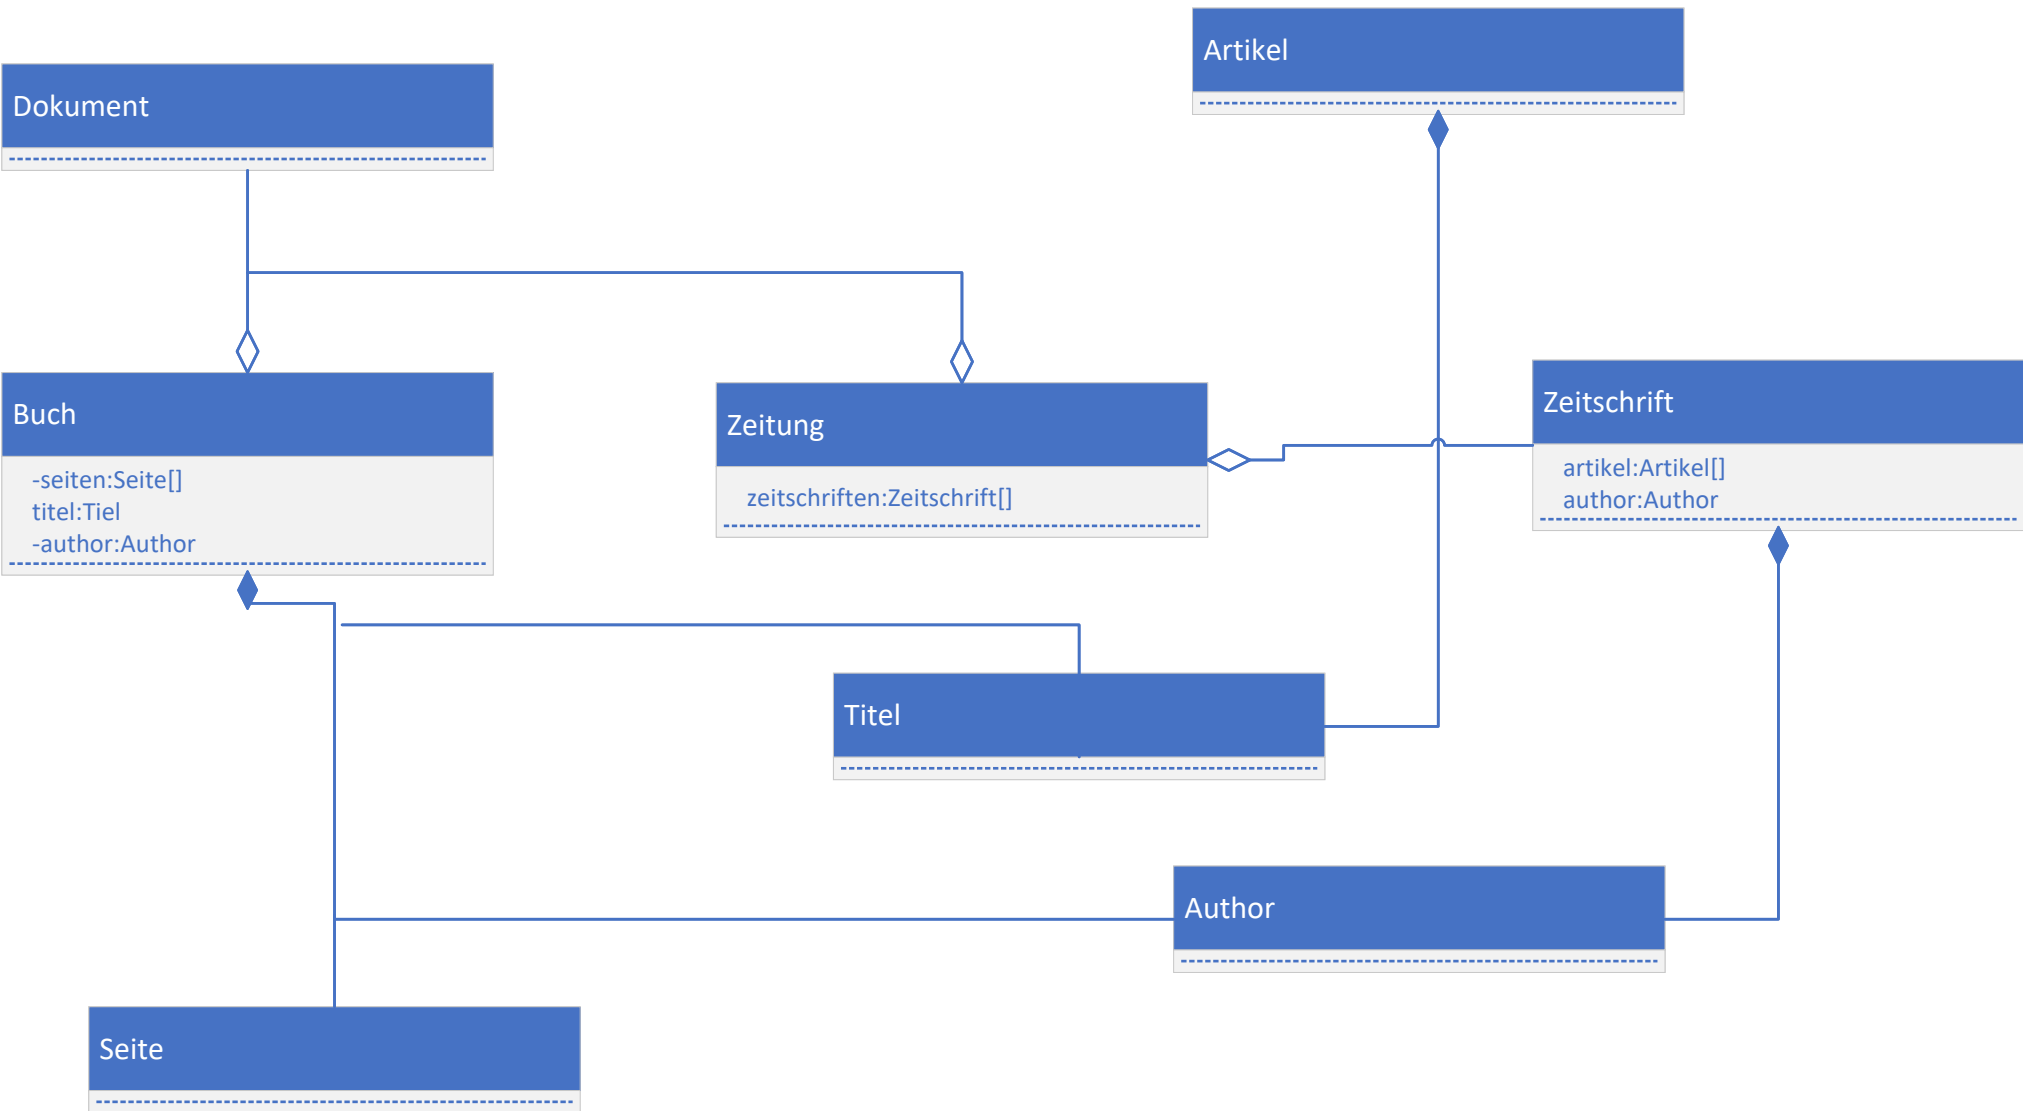 Artikel
Dokument
Buch
-seiten:Seite[]
titel:Tiel
-author:Author
Zeitung
zeitschriften:Zeitschrift[]
Zeitschrift
artikel:Artikel[]
author:Author
Titel
Author
Seite